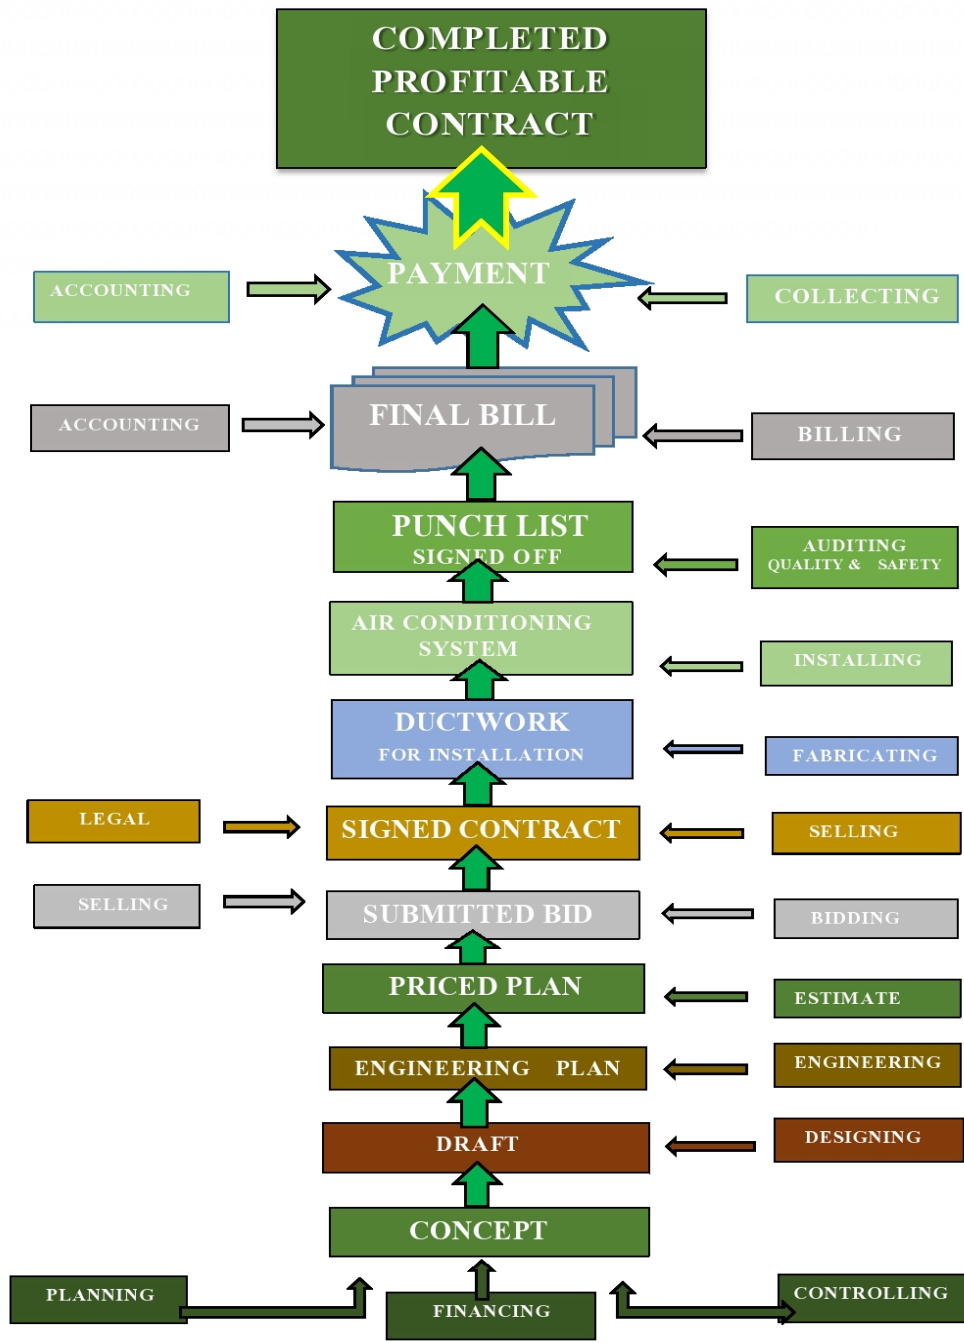 COMPLETED
PROFITABLE
CONTRACT
PAYMENT
ACCOUNTING
COLLECTING
FINAL BILL
ACCOUNTING
BILLING
PUNCH LIST
SIGNED OFF
AUDITING
QUALITY & SAFETY
AIR CONDITIONING
SYSTEM
INSTALLING
DUCTWORK
FOR INSTALLATION
FABRICATING
LEGAL
SIGNED CONTRACT
SELLING
SELLING
SUBMITTED BID
BIDDING
PRICED PLAN
ESTIMATE
ENGINEERING PLAN
ENGINEERING
DRAFT
DESIGNING
CONCEPT
PLANNING
FINANCING
CONTROLLING